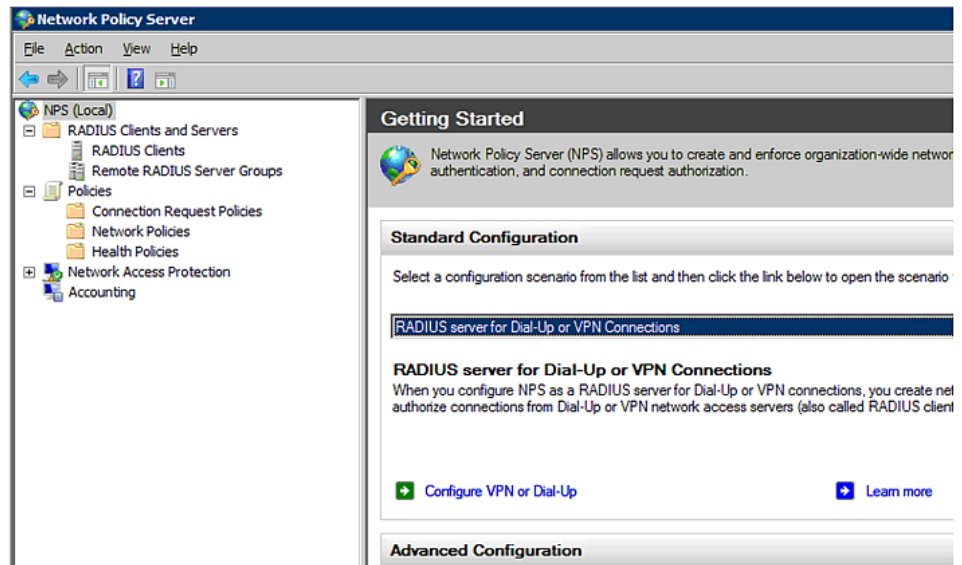 Network Policy Server
File Action View Help
NPS (Local)
RADIUS Clients and Servers
RADIUS Clients
Remote RADIUS Server Groups
Policies
Connection Request Policies
Network Policies
Health Policies
Network Access Protection
Accounting
Getting Started
Network Policy Server (NPS) allows you to create and enforce organization-wide networ
authentication, and connection request authorization.
Standard Configuration
Select a configuration scenario from the list and then click the link below to open the scenario
RADIUS server for Dial-Up or VPN Connections
RADIUS server for Dial-Up or VPN Connections
When you configure NPS as a RADIUS server for Dial-Up or VPN connections, you create net
authorize connections from Dial-Up or VPN network access servers (also called RADIUS client
Configure VPN or Dial-Up
Learn more
Advanced Configuration